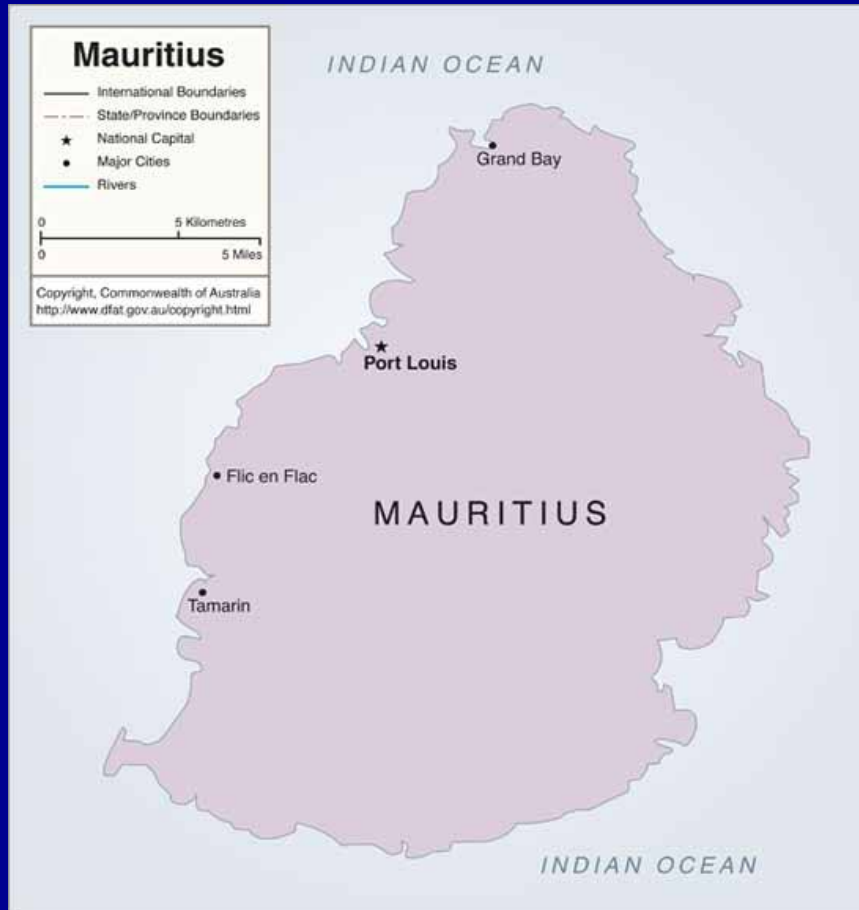 Mauritius
International Boundaries
State/Province Boundaries
National Capital
Major Cities
Rivers
0 5 Kilometres
0 5 Miles
Copyright, Commonwealth of Australia
http://www.dfat.gov.au/copyright.html
INDIAN OCEAN
Grand Bay
Port Louis
Flic en Flac
MAURITIUS
Tamarin
INDIAN OCEAN